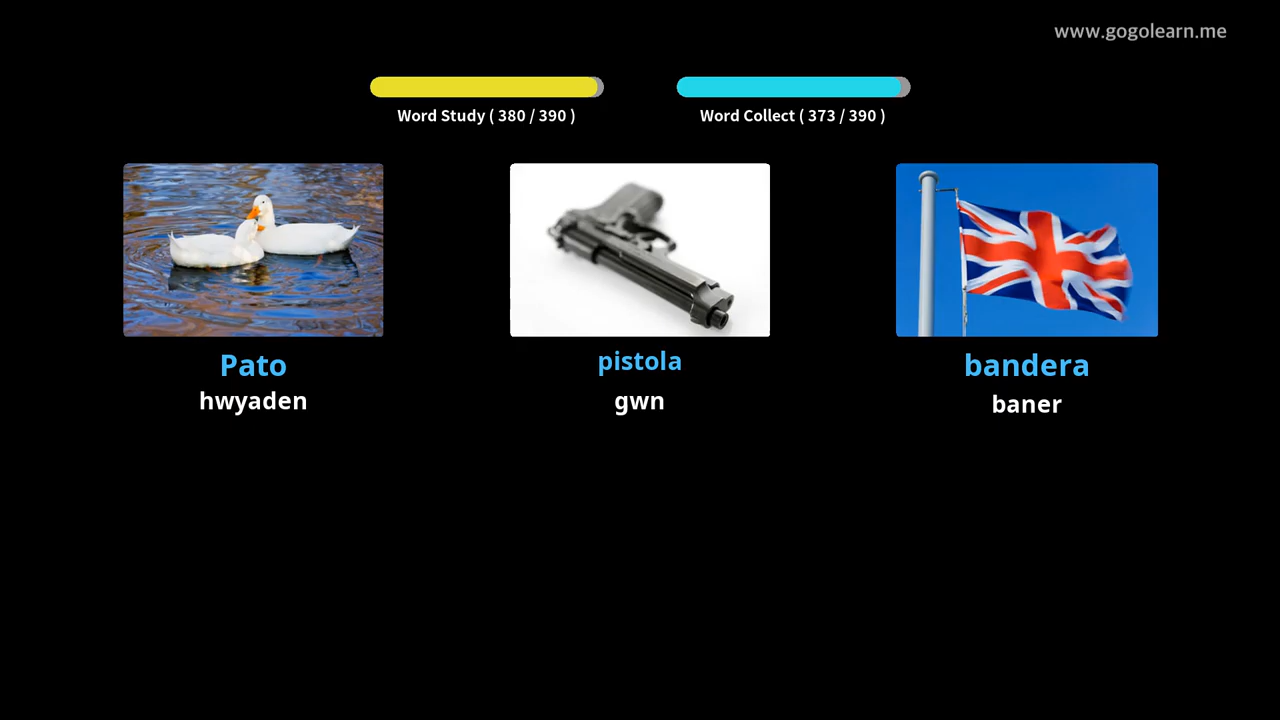 www.gogolearn.me
Word Study ( 380 / 390 )
Word Collect ( 373 / 390 )
Pato
hwyaden
pistola
gwn
bandera
baner